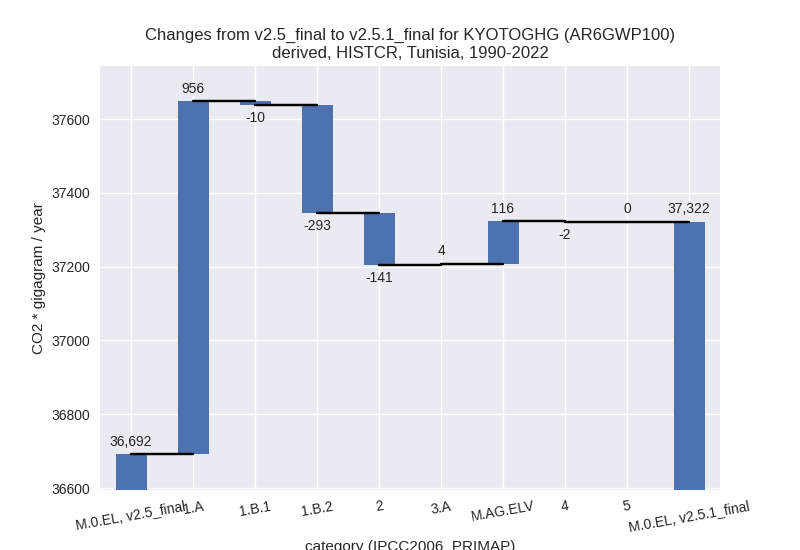 Changes from v2.5_final to v2.5.1_final for KYOTOGHG (AR6GWP100)
derived, HISTCR, Tunisia, 1990-2022
CO2 * gigagram / year
37600
37400
37200
37000
36800
36600
36,692
956
-10
-293
-141
4
116
-2
0
37,322
M.0.EL, v2.5_final
1.A
1.B.1
1.B.2
2
3.A
M.AG.ELV
4
5
M.0.EL, v2.5.1_final
category (IPCC2006_PRIMAP)